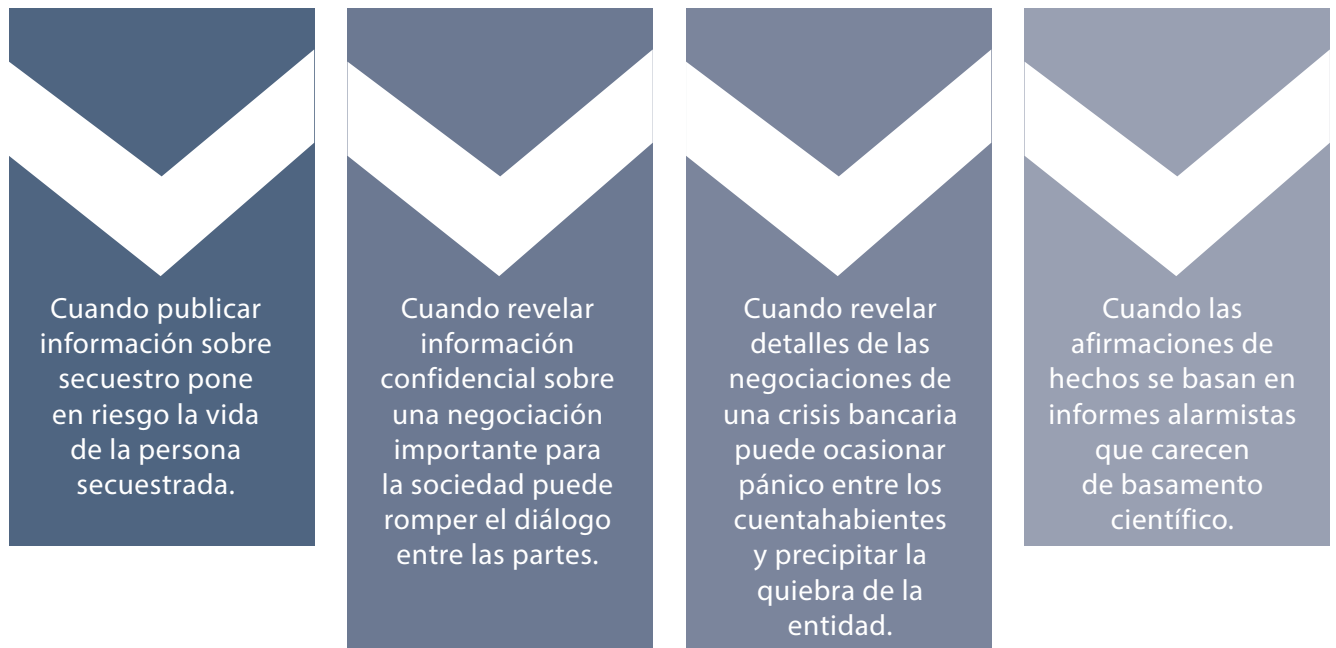 Cuando publicar
información sobre
secuestro pone
en riesgo la vida
de la persona
secuestrada.
Cuando revelar
información
confidencial sobre
una negociación
importante para
la sociedad puede
romper el diálogo
entre las partes.
Cuando revelar
detalles de las
negociaciones de
una crisis bancaria
puede ocasionar
pánico entre los
cuentahabientes
y precipitar la
quiebra de la
entidad.
Cuando las
afirmaciones de
hechos se basan en
informes alarmistas
que carecen
de basamento
científico.